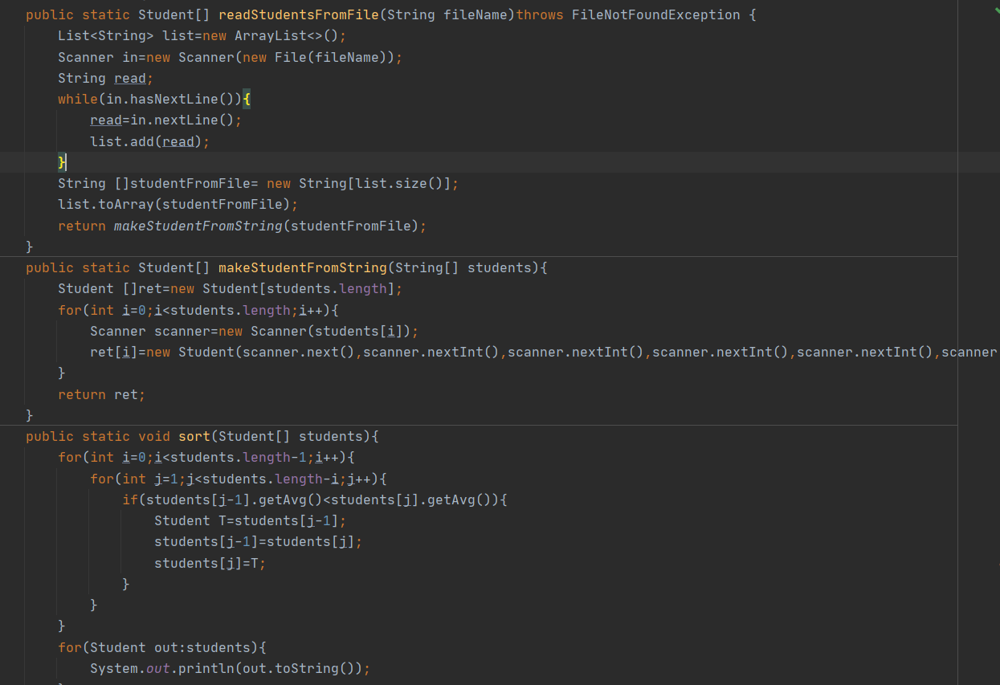 public static Student[] readStudentsFromFile(String fileName)throws FileNotFoundException {
    List<String> list=new ArrayList<>();
    Scanner in=new Scanner(new File(fileName));
    String read;
    while(in.hasNextLine()){
        read=in.nextLine();
        list.add(read);
    }
    String []studentFromFile= new String[list.size()];
    list.toArray(studentFromFile);
    return makeStudentFromString(studentFromFile);
}
public static Student[] makeStudentFromString(String[] students){
    Student []ret=new Student[students.length];
    for(int i=0;i<students.length;i++){
        Scanner scanner=new Scanner(students[i]);
        ret[i]=new Student(scanner.next(),scanner.nextInt(),scanner.nextInt(),scanner.nextInt(),scanner.nextInt(),scanner
    }
    return ret;
}
public static void sort(Student[] students){
    for(int i=0;i<students.length-1;i++){
        for(int j=1;j<students.length-i;j++){
            if(students[j-1].getAvg()<students[j].getAvg()){
                Student T=students[j-1];
                students[j-1]=students[j];
                students[j]=T;
            }
        }
    }
    for(Student out:students){
        System.out.println(out.toString());